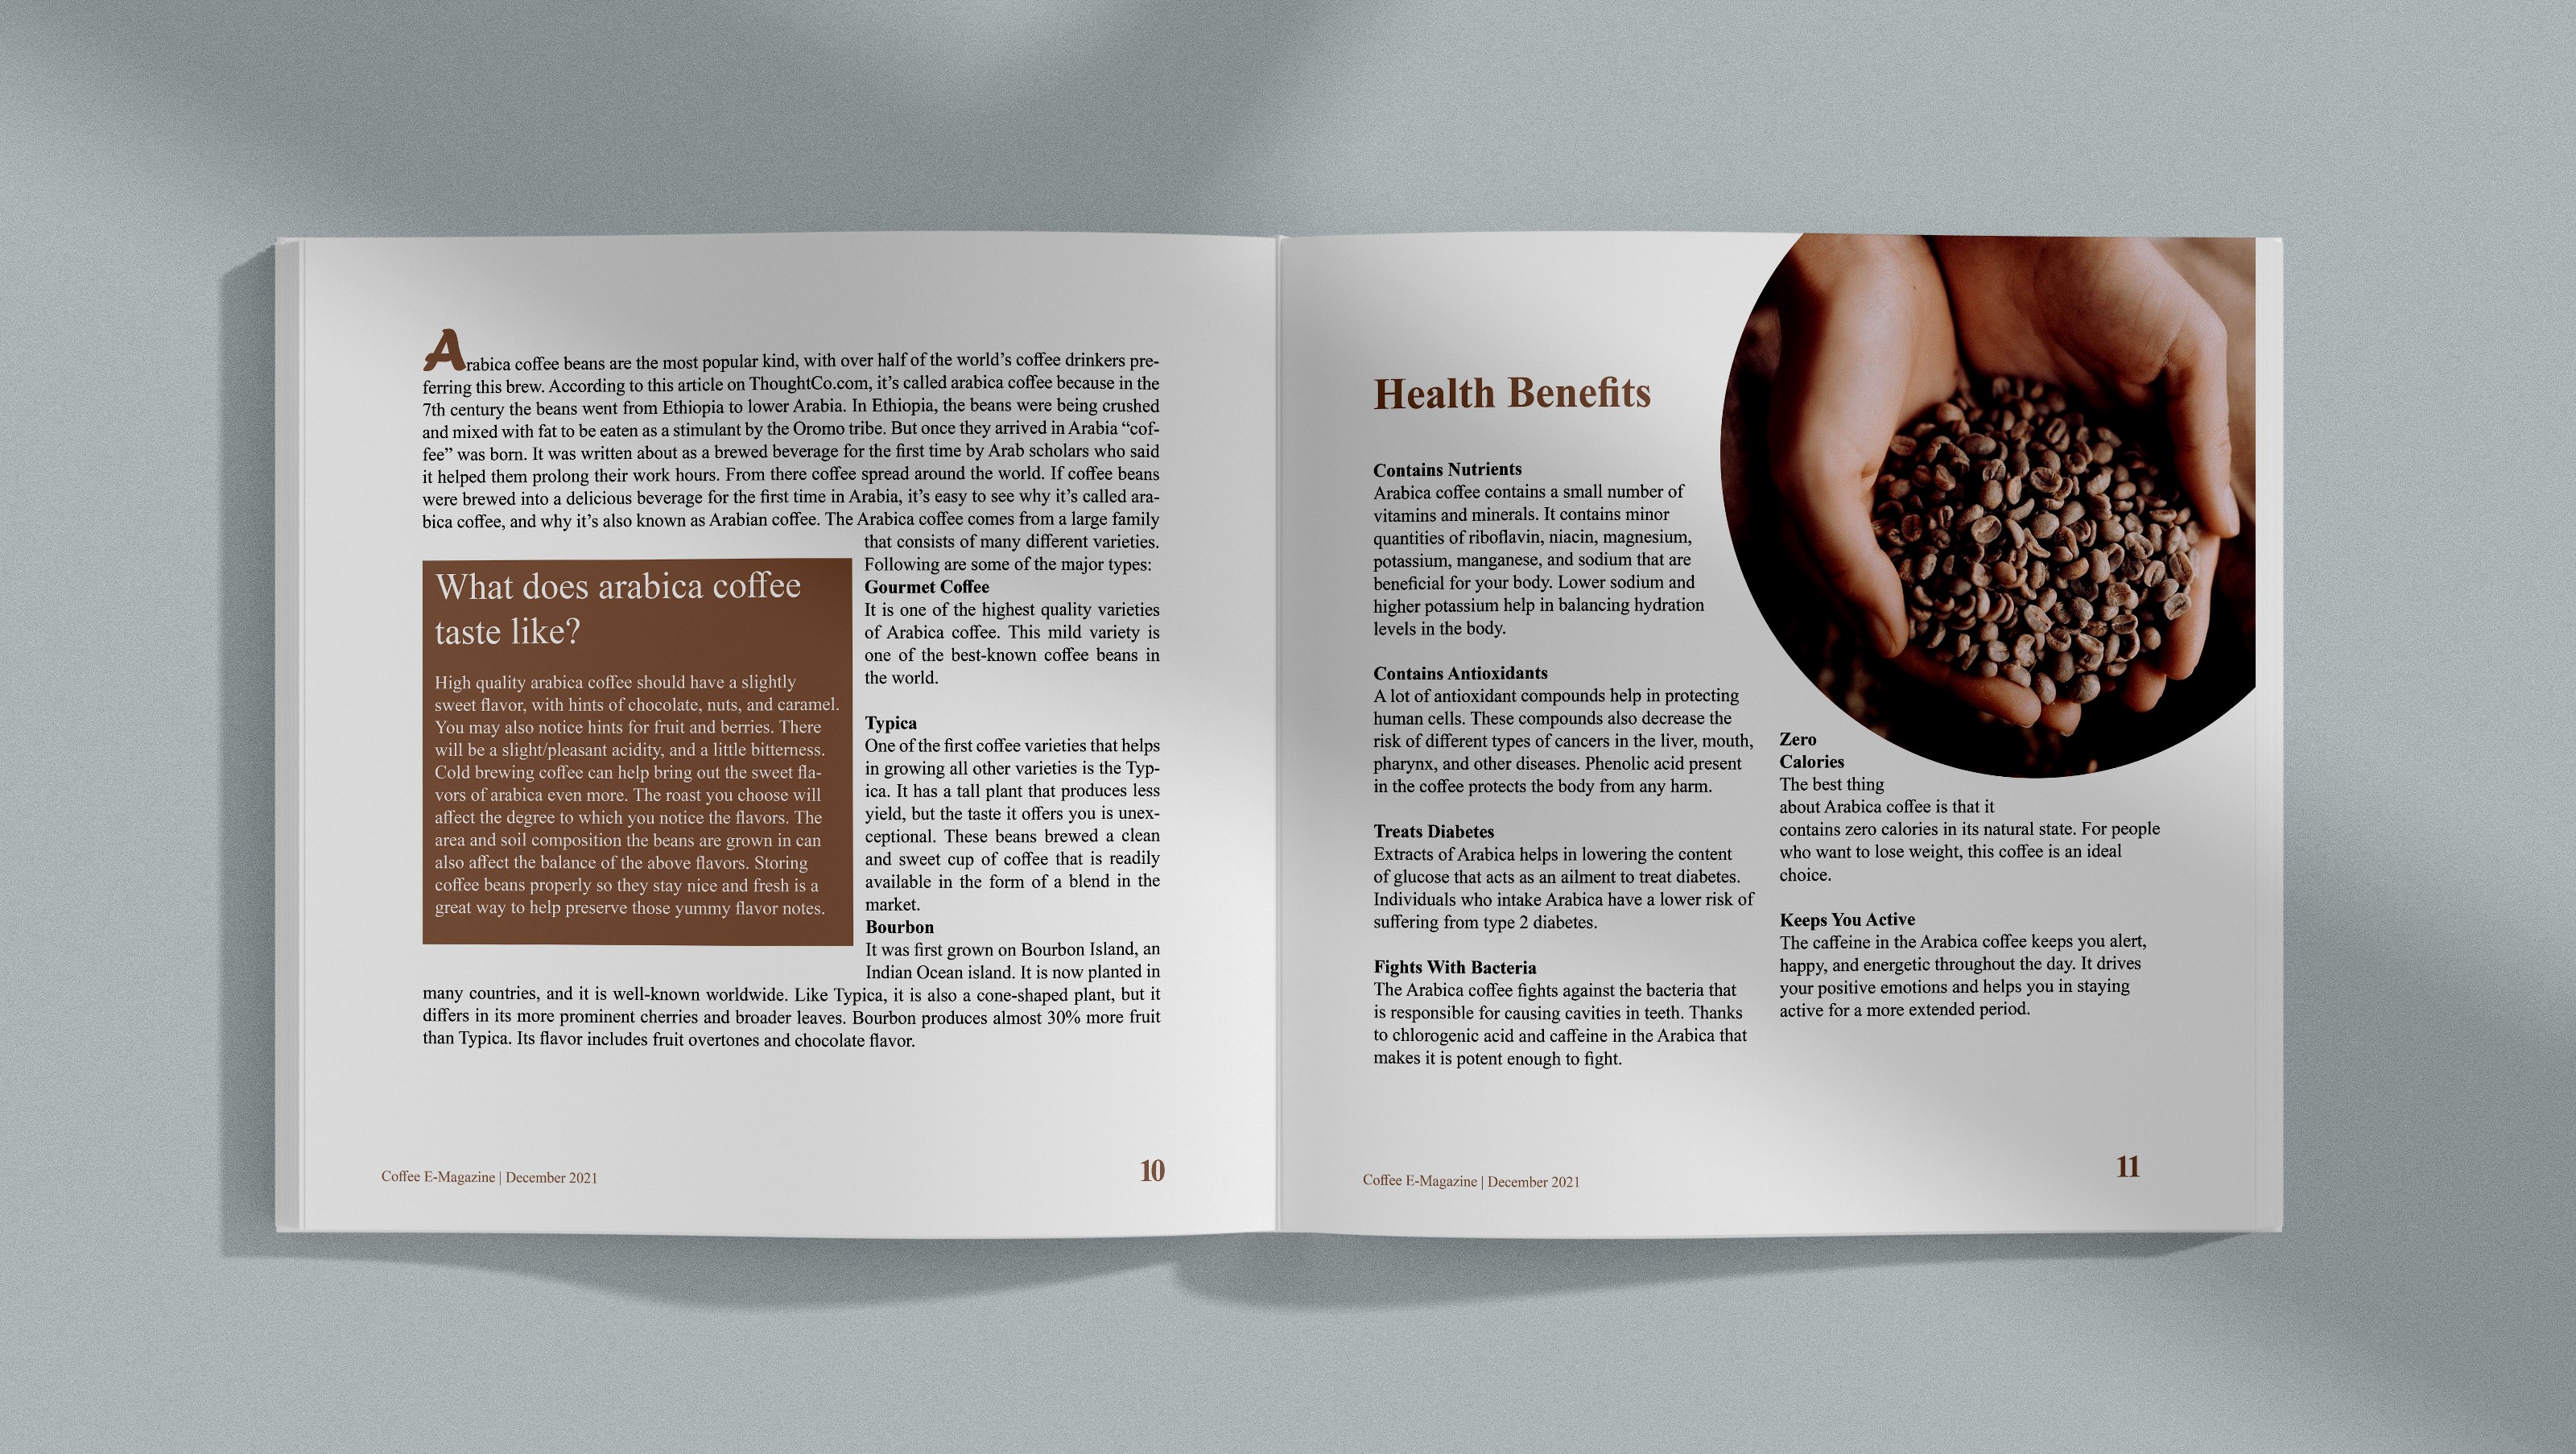 Arabica coffee beans are the most popular kind, with over half of the world’s coffee drinkers pre-
ferring this brew. According to this article on ThoughtCo.com, it’s called arabica coffee because in the
7th century the beans went from Ethiopia to lower Arabia. In Ethiopia, the beans were being crushed
and mixed with fat to be eaten as a stimulant by the Oromo tribe. But once they arrived in Arabia “cof-
fee” was born. It was written about as a brewed beverage for the first time by Arab scholars who said
it helped them prolong their work hours. From there coffee spread around the world. If coffee beans
were brewed into a delicious beverage for the first time in Arabia, it’s easy to see why it’s called ara-
bica coffee, and why it’s also known as Arabian coffee. The Arabica coffee comes from a large family
that consists of many different varieties.
Following are some of the major types:
Gourmet Coffee
It is one of the highest quality varieties
of Arabica coffee. This mild variety is
one of the best-known coffee beans in
the world.
Typica
One of the first coffee varieties that helps
in growing all other varieties is the Typ-
ica. It has a tall plant that produces less
yield, but the taste it offers you is unex-
ceptional. These beans brewed a clean
and sweet cup of coffee that is readily
available in the form of a blend in the
market.
Bourbon
It was first grown on Bourbon Island, an
Indian Ocean island. It is now planted in
many countries, and it is well-known worldwide. Like Typica, it is also a cone-shaped plant, but it
differs in its more prominent cherries and broader leaves. Bourbon produces almost 30% more fruit
than Typica. Its flavor includes fruit overtones and chocolate flavor.
What does arabica coffee
taste like?
High quality arabica coffee should have a slightly
sweet flavor, with hints of chocolate, nuts, and caramel.
You may also notice hints for fruit and berries. There
will be a slight/pleasant acidity, and a little bitterness.
Cold brewing coffee can help bring out the sweet fla-
vors of arabica even more. The roast you choose will
affect the degree to which you notice the flavors. The
area and soil composition the beans are grown in can
also affect the balance of the above flavors. Storing
coffee beans properly so they stay nice and fresh is a
great way to help preserve those yummy flavor notes.
Coffee E-Magazine | December 2021
10
Health Benefits
Contains Nutrients
Arabica coffee contains a small number of
vitamins and minerals. It contains minor
quantities of riboflavin, niacin, magnesium,
potassium, manganese, and sodium that are
beneficial for your body. Lower sodium and
higher potassium help in balancing hydration
levels in the body.
Contains Antioxidants
A lot of antioxidant compounds help in protecting
human cells. These compounds also decrease the
risk of different types of cancers in the liver, mouth,
pharynx, and other diseases. Phenolic acid present
in the coffee protects the body from any harm.
Treats Diabetes
Extracts of Arabica helps in lowering the content
of glucose that acts as an ailment to treat diabetes.
Individuals who intake Arabica have a lower risk of
suffering from type 2 diabetes.
Fights With Bacteria
The Arabica coffee fights against the bacteria that
is responsible for causing cavities in teeth. Thanks
to chlorogenic acid and caffeine in the Arabica that
makes it is potent enough to fight.
Zero
Calories
The best thing
about Arabica coffee is that it
contains zero calories in its natural state. For people
who want to lose weight, this coffee is an ideal
choice.
Keeps You Active
The caffeine in the Arabica coffee keeps you alert,
happy, and energetic throughout the day. It drives
your positive emotions and helps you in staying
active for a more extended period.
Coffee E-Magazine | December 2021
11